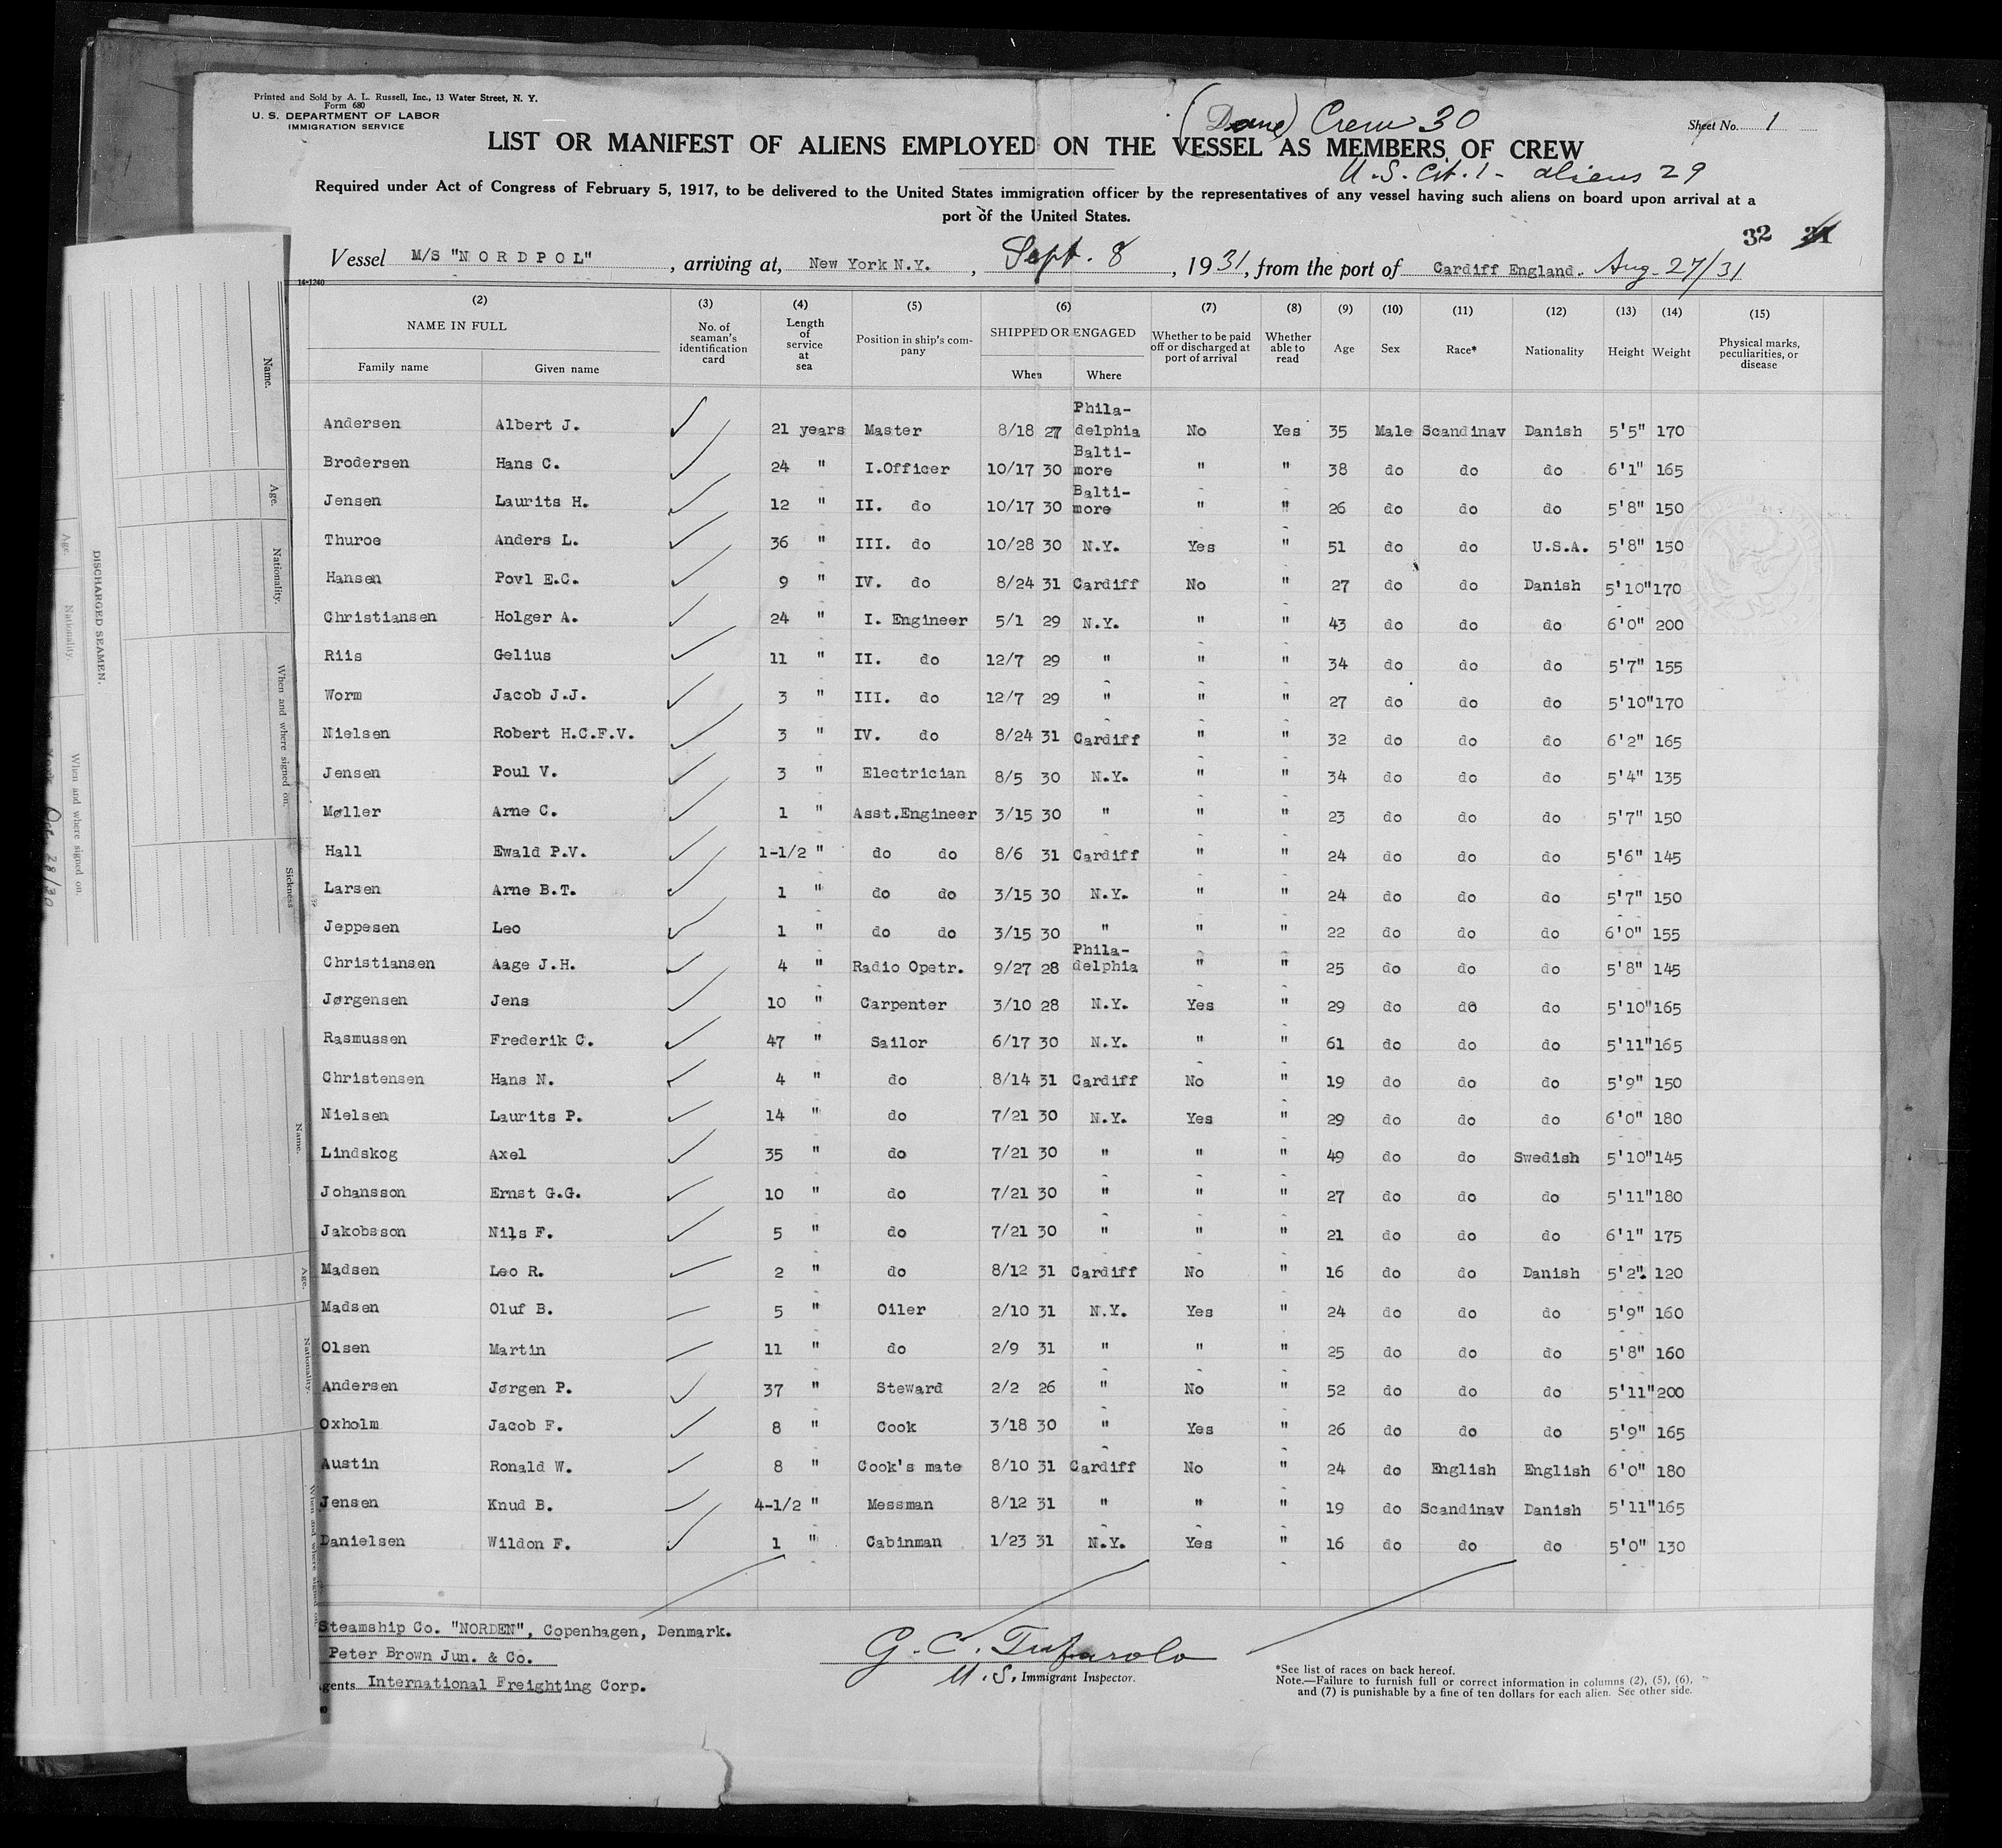 Printed and Sold by A. L. Russell, Inc., 13 Water Street, N. Y.
Form 680
U. S. DEPARTMENT OF LABOR
IMMIGRATION SERVICE
(Dane) Crew 30
Sheet No. 1
LIST OR MANIFEST OF ALIENS EMPLOYED ON THE VESSEL AS MEMBERS OF CREW
U.S. Cit. 1 - aliens 29
Required under Act of Congress of February 5, 1917, to be delivered to the United States immigration officer by the representatives of any vessel having such aliens on board upon arrival at a
port of the United States.
32 31
Vessel M/S "NORDPOL", arriving at, New York N.Y., Sept. 8, 1931, from the port of Cardiff England. Aug. 27/31
14-1240
(2) (3) (4) (5) (6) (7) (8) (9) (10) (11) (12) (13) (14) (15)
NAME IN FULL No. of seaman's identification card Length of service at sea Position in ship's company SHIPPED OR ENGAGED Whether to be paid off or discharged at port of arrival Whether able to read Age Sex Race* Nationality Height Weight Physical marks, peculiarities, or disease
Family name Given name When Where
Andersen Albert J. ✓ 21 years Master 8/18 27 Phila-delphia No Yes 35 Male Scandinav Danish 5'5" 170
Brodersen Hans C. ✓ 24 " I.Officer 10/17 30 Balti-more " " 38 do do do 6'1" 165
Jensen Laurits H. ✓ 12 " II. do 10/17 30 Balti-more " " 26 do do do 5'8" 150
Thuroe Anders L. ✓ 36 " III. do 10/28 30 N.Y. Yes " 51 do do U.S.A. 5'8" 150
Hansen Povl E.C. ✓ 9 " IV. do 8/24 31 Cardiff No " 27 do do Danish 5'10" 170
Christiansen Holger A. ✓ 24 " I. Engineer 5/1 29 N.Y. " " 43 do do do 6'0" 200
Riis Gelius ✓ 11 " II. do 12/7 29 " " " 34 do do do 5'7" 155
Worm Jacob J.J. ✓ 3 " III. do 12/7 29 " " " 27 do do do 5'10" 170
Nielsen Robert H.C.F.V. ✓ 3 " IV. do 8/24 31 Cardiff " " 32 do do do 6'2" 165
Jensen Poul V. ✓ 3 " Electrician 8/5 30 N.Y. " " 34 do do do 5'4" 135
Møller Arne C. ✓ 1 " Asst.Engineer 3/15 30 " " " 23 do do do 5'7" 150
Hall Ewald P.V. ✓ 1-1/2 " do do 8/6 31 Cardiff " " 24 do do do 5'6" 145
Larsen Arne B.T. ✓ 1 " do do 3/15 30 N.Y. " " 24 do do do 5'7" 150
Jeppesen Leo ✓ 1 " do do 3/15 30 " " " 22 do do do 6'0" 155
Christiansen Aage J.H. ✓ 4 " Radio Opetr. 9/27 28 Phila-delphia " " 25 do do do 5'8" 145
Jørgensen Jens ✓ 10 " Carpenter 3/10 28 N.Y. Yes " 29 do do do 5'10" 165
Rasmussen Frederik C. ✓ 47 " Sailor 6/17 30 N.Y. " " 61 do do do 5'11" 165
Christensen Hans N. ✓ 4 " do 8/14 31 Cardiff No " 19 do do do 5'9" 150
Nielsen Laurits P. ✓ 14 " do 7/21 30 N.Y. Yes " 29 do do do 6'0" 180
Lindskog Axel ✓ 35 " do 7/21 30 " " " 49 do do Swedish 5'10" 145
Johansson Ernst G.G. ✓ 10 " do 7/21 30 " " " 27 do do do 5'11" 180
Jakobsson Nils F. ✓ 5 " do 7/21 30 " " " 21 do do do 6'1" 175
Madsen Leo R. ✓ 2 " do 8/12 31 Cardiff No " 16 do do Danish 5'2". 120
Madsen Oluf B. 5 " Oiler 2/10 31 N.Y. Yes " 24 do do do 5'9" 160
Olsen Martin 11 " do 2/9 31 " " " 25 do do do 5'8" 160
Andersen Jørgen P. ✓ 37 " Steward 2/2 26 " No " 52 do do do 5'11" 200
Oxholm Jacob F. ✓ 8 " Cook 3/18 30 " Yes " 26 do do do 5'9" 165
Austin Ronald W. ✓ 8 " Cook's mate 8/10 31 Cardiff No " 24 do English English 6'0" 180
Jensen Knud B. ✓ 4-1/2 " Messman 8/12 31 " " " 19 do Scandinav Danish 5'11" 165
Danielsen Wildon F. ✓ 1 " Cabinman 1/23 31 N.Y. Yes " 16 do do do 5'0" 130
Steamship Co. "NORDEN", Copenhagen, Denmark.
Peter Brown Jun. & Co.
gents International Freighting Corp.
G. C. Tufarolo
U.S. Immigrant Inspector.
*See list of races on back hereof.
Note.—Failure to furnish full or correct information in columns (2), (5), (6),
and (7) is punishable by a fine of ten dollars for each alien. See other side.
DISCHARGED SEAMEN.
Name.
Age.
Nationality.
When and where signed on.
Sickness
Age.
Nationality
When and where signed on.
Oct. 28/30
Name.
Age.
Nationality.
When and where signed on.